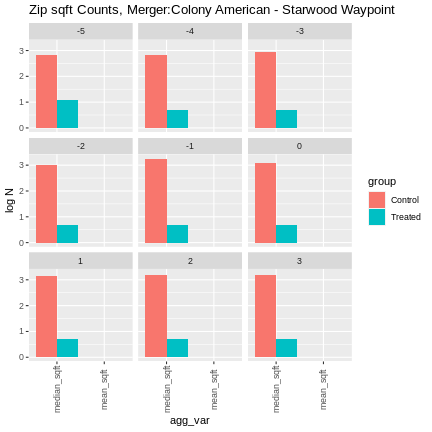 Zip sqft Counts, Merger:Colony American - Starwood Waypoint
-5 -4 -3
3
2
1
0
-2 -1 0
3
2
1
0
1 2 3
3
2
1
0
log N
median_sqft mean_sqft median_sqft mean_sqft median_sqft mean_sqft
agg_var
group
Control
Treated